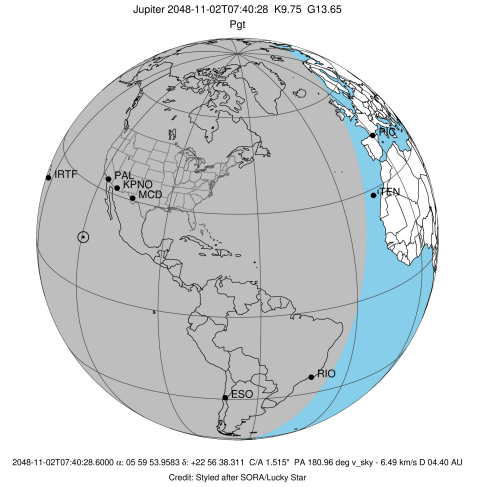 Jupiter 2048-11-02T07:40:28 K9.75 G13.65
Pgt
PIC
IRTF
PAL
KPNO
MCD
TEN
RIO
ESO
2048-11-02T07:40:28.6000 α: 05 59 53.9583 δ: +22 56 38.311 C/A 1.515" PA 180.96 deg v_sky - 6.49 km/s D 04.40 AU
Credit: Styled after SORA/Lucky Star